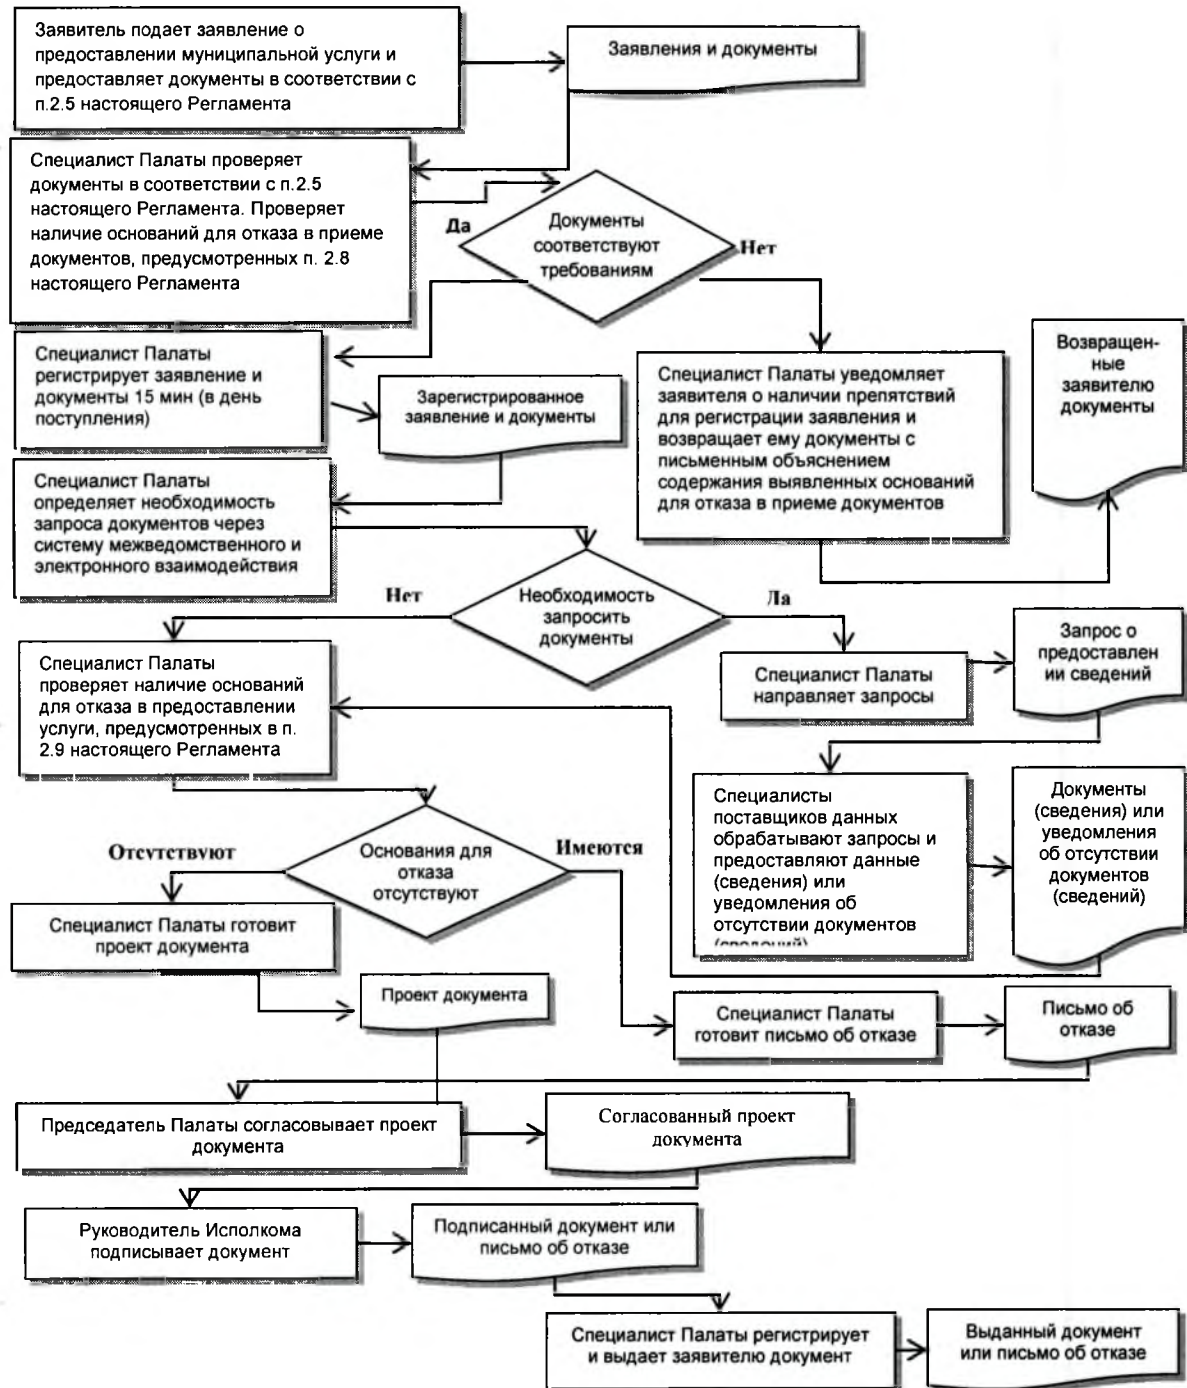 Заявитель подает заявление о
предоставлении муниципальной услуги и
предоставляет документы в соответствии с
п.2.5 настоящего Регламента
Заявления и документы
Специалист Палаты проверяет
документы в соответствии с п.2.5
настоящего Регламента. Проверяет
наличие оснований для отказа в приеме
документов, предусмотренных п. 2.8
настоящего Регламента
Да
Документы
соответствуют
требованиям
Нет
Специалист Палаты
регистрирует заявление и
документы 15 мин (в день
поступления)
Зарегистрированное
заявление и документы
Специалист Палаты уведомляет
заявителя о наличии препятствий
для регистрации заявления и
возвращает ему документы с
письменным объяснением
содержания выявленных оснований
для отказа в приеме документов
Возвращен-
ные
заявителю
документы
Специалист Палаты
определяет необходимость
запроса документов через
систему межведомственного и
электронного взаимодействия
Нет
Необходимость
запросить
документы
Да
Специалист Палаты
проверяет наличие оснований
для отказа в предоставлении
услуги, предусмотренных в п.
2.9 настоящего Регламента
Специалист Палаты
направляет запросы
Запрос о
предоставлен
ии сведений
Специалисты
поставщиков данных
обрабатывают запросы и
предоставляют данные
(сведения) или
уведомления об
отсутствии документов
(сведений)
Документы
(сведения) или
уведомления
об отсутствии
документов
(сведений)
Отсутствуют
Основания для
отказа
отсутствуют
Имеются
Специалист Палаты готовит
проект документа
Проект документа
Специалист Палаты
готовит письмо об отказе
Письмо об
отказе
Председатель Палаты согласовывает проект
документа
Согласованный проект
документа
Руководитель Исполкома
подписывает документ
Подписанный документ или
письмо об отказе
Специалист Палаты регистрирует
и выдает заявителю документ
Выданный документ
или письмо об отказе